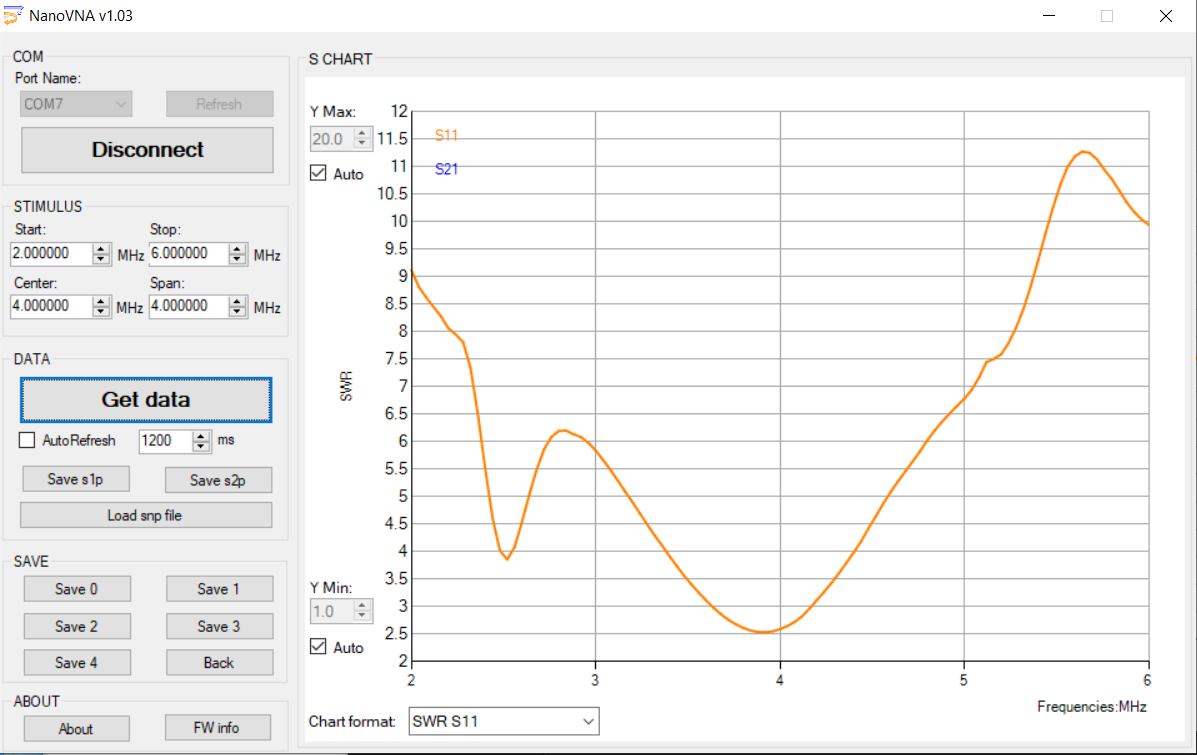 NanoVNA v1.03
COM
Port Name:
COM7
Refresh
Disconnect
STIMULUS
Start:
Stop:
2.000000 MHz 6.000000 MHz
Center:
Span:
4.000000 MHz 4.000000 MHz
DATA
Get data
AutoRefresh 1200 ms
Save s1p
Save s2p
Load snp file
SAVE
Save 0
Save 1
Save 2
Save 3
Save 4
Back
ABOUT
About
FW info
S CHART
Y Max:
20.0
Auto
S11
S21
12
11.5
11
10.5
10
9.5
9
8.5
8
7.5
7
6.5
6
5.5
5
4.5
4
3.5
3
2.5
2
SWR
Y Min:
1.0
Auto
2 3 4 5 6
Frequencies:MHz
Chart format: SWR S11